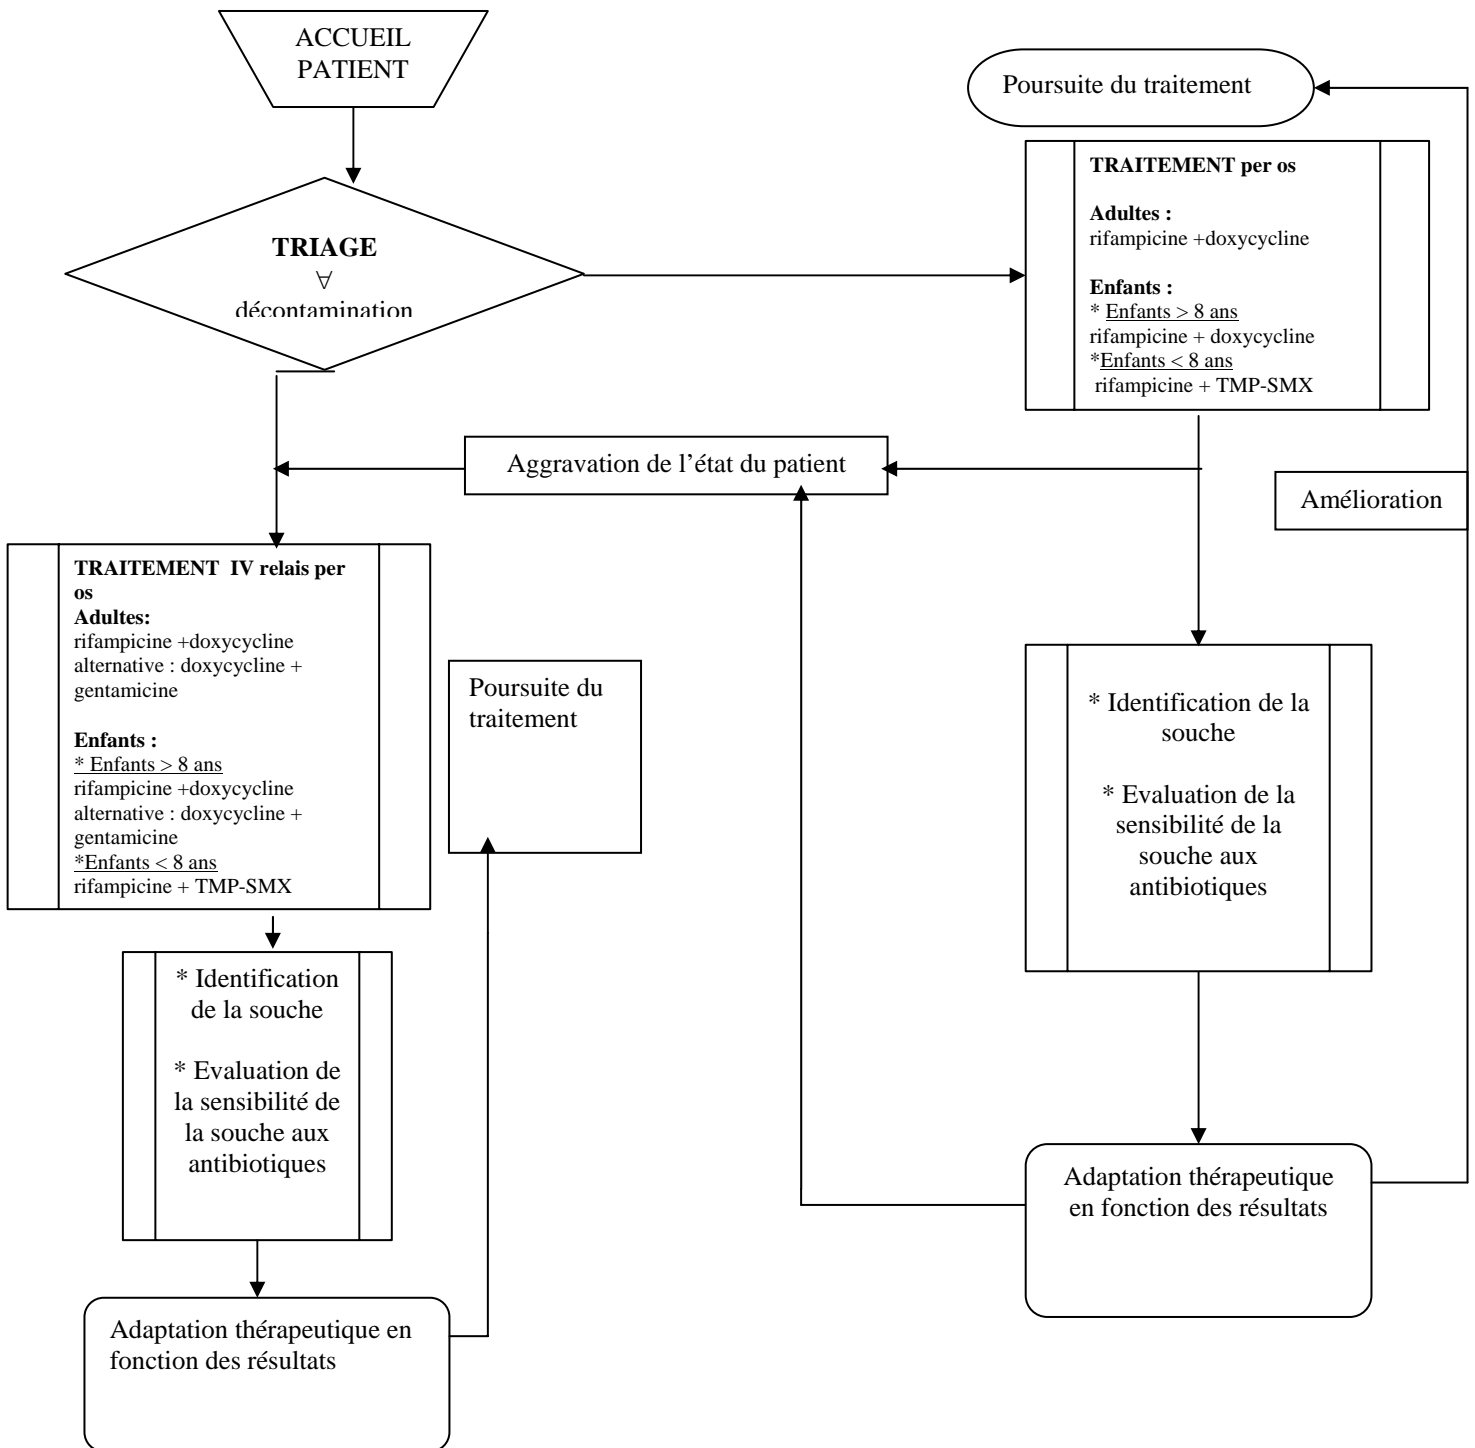 ACCUEIL
PATIENT
Poursuite du traitement
TRIAGE
∀
décontamination
TRAITEMENT per os
Adultes :
rifampicine +doxycycline
Enfants :
* Enfants > 8 ans
rifampicine + doxycycline
*Enfants < 8 ans
rifampicine + TMP-SMX
Aggravation de l’état du patient
Amélioration
TRAITEMENT IV relais per
os
Adultes:
rifampicine +doxycycline
alternative : doxycycline +
gentamicine
Enfants :
* Enfants > 8 ans
rifampicine +doxycycline
alternative : doxycycline +
gentamicine
*Enfants < 8 ans
rifampicine + TMP-SMX
Poursuite du
traitement
* Identification de la
souche
* Evaluation de la
sensibilité de la
souche aux
antibiotiques
* Identification
de la souche
* Evaluation de
la sensibilité de
la souche aux
antibiotiques
Adaptation thérapeutique
en fonction des résultats
Adaptation thérapeutique en
fonction des résultats